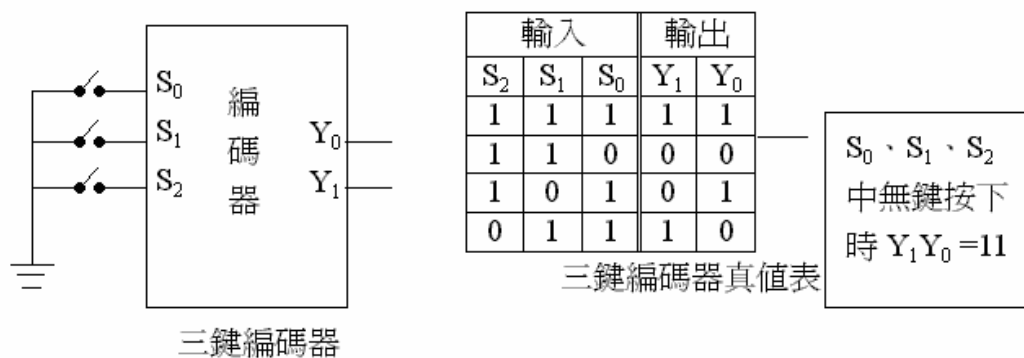 S₀
S₁
S₂
編
碼
器
Y₀
Y₁
三鍵編碼器
輸入 輸出
S₂ S₁ S₀ Y₁ Y₀
1 1 1 1 1
1 1 0 0 0
1 0 1 0 1
0 1 1 1 0
三鍵編碼器真值表
S₀、S₁、S₂
中無鍵按下
時 Y₁Y₀ =11